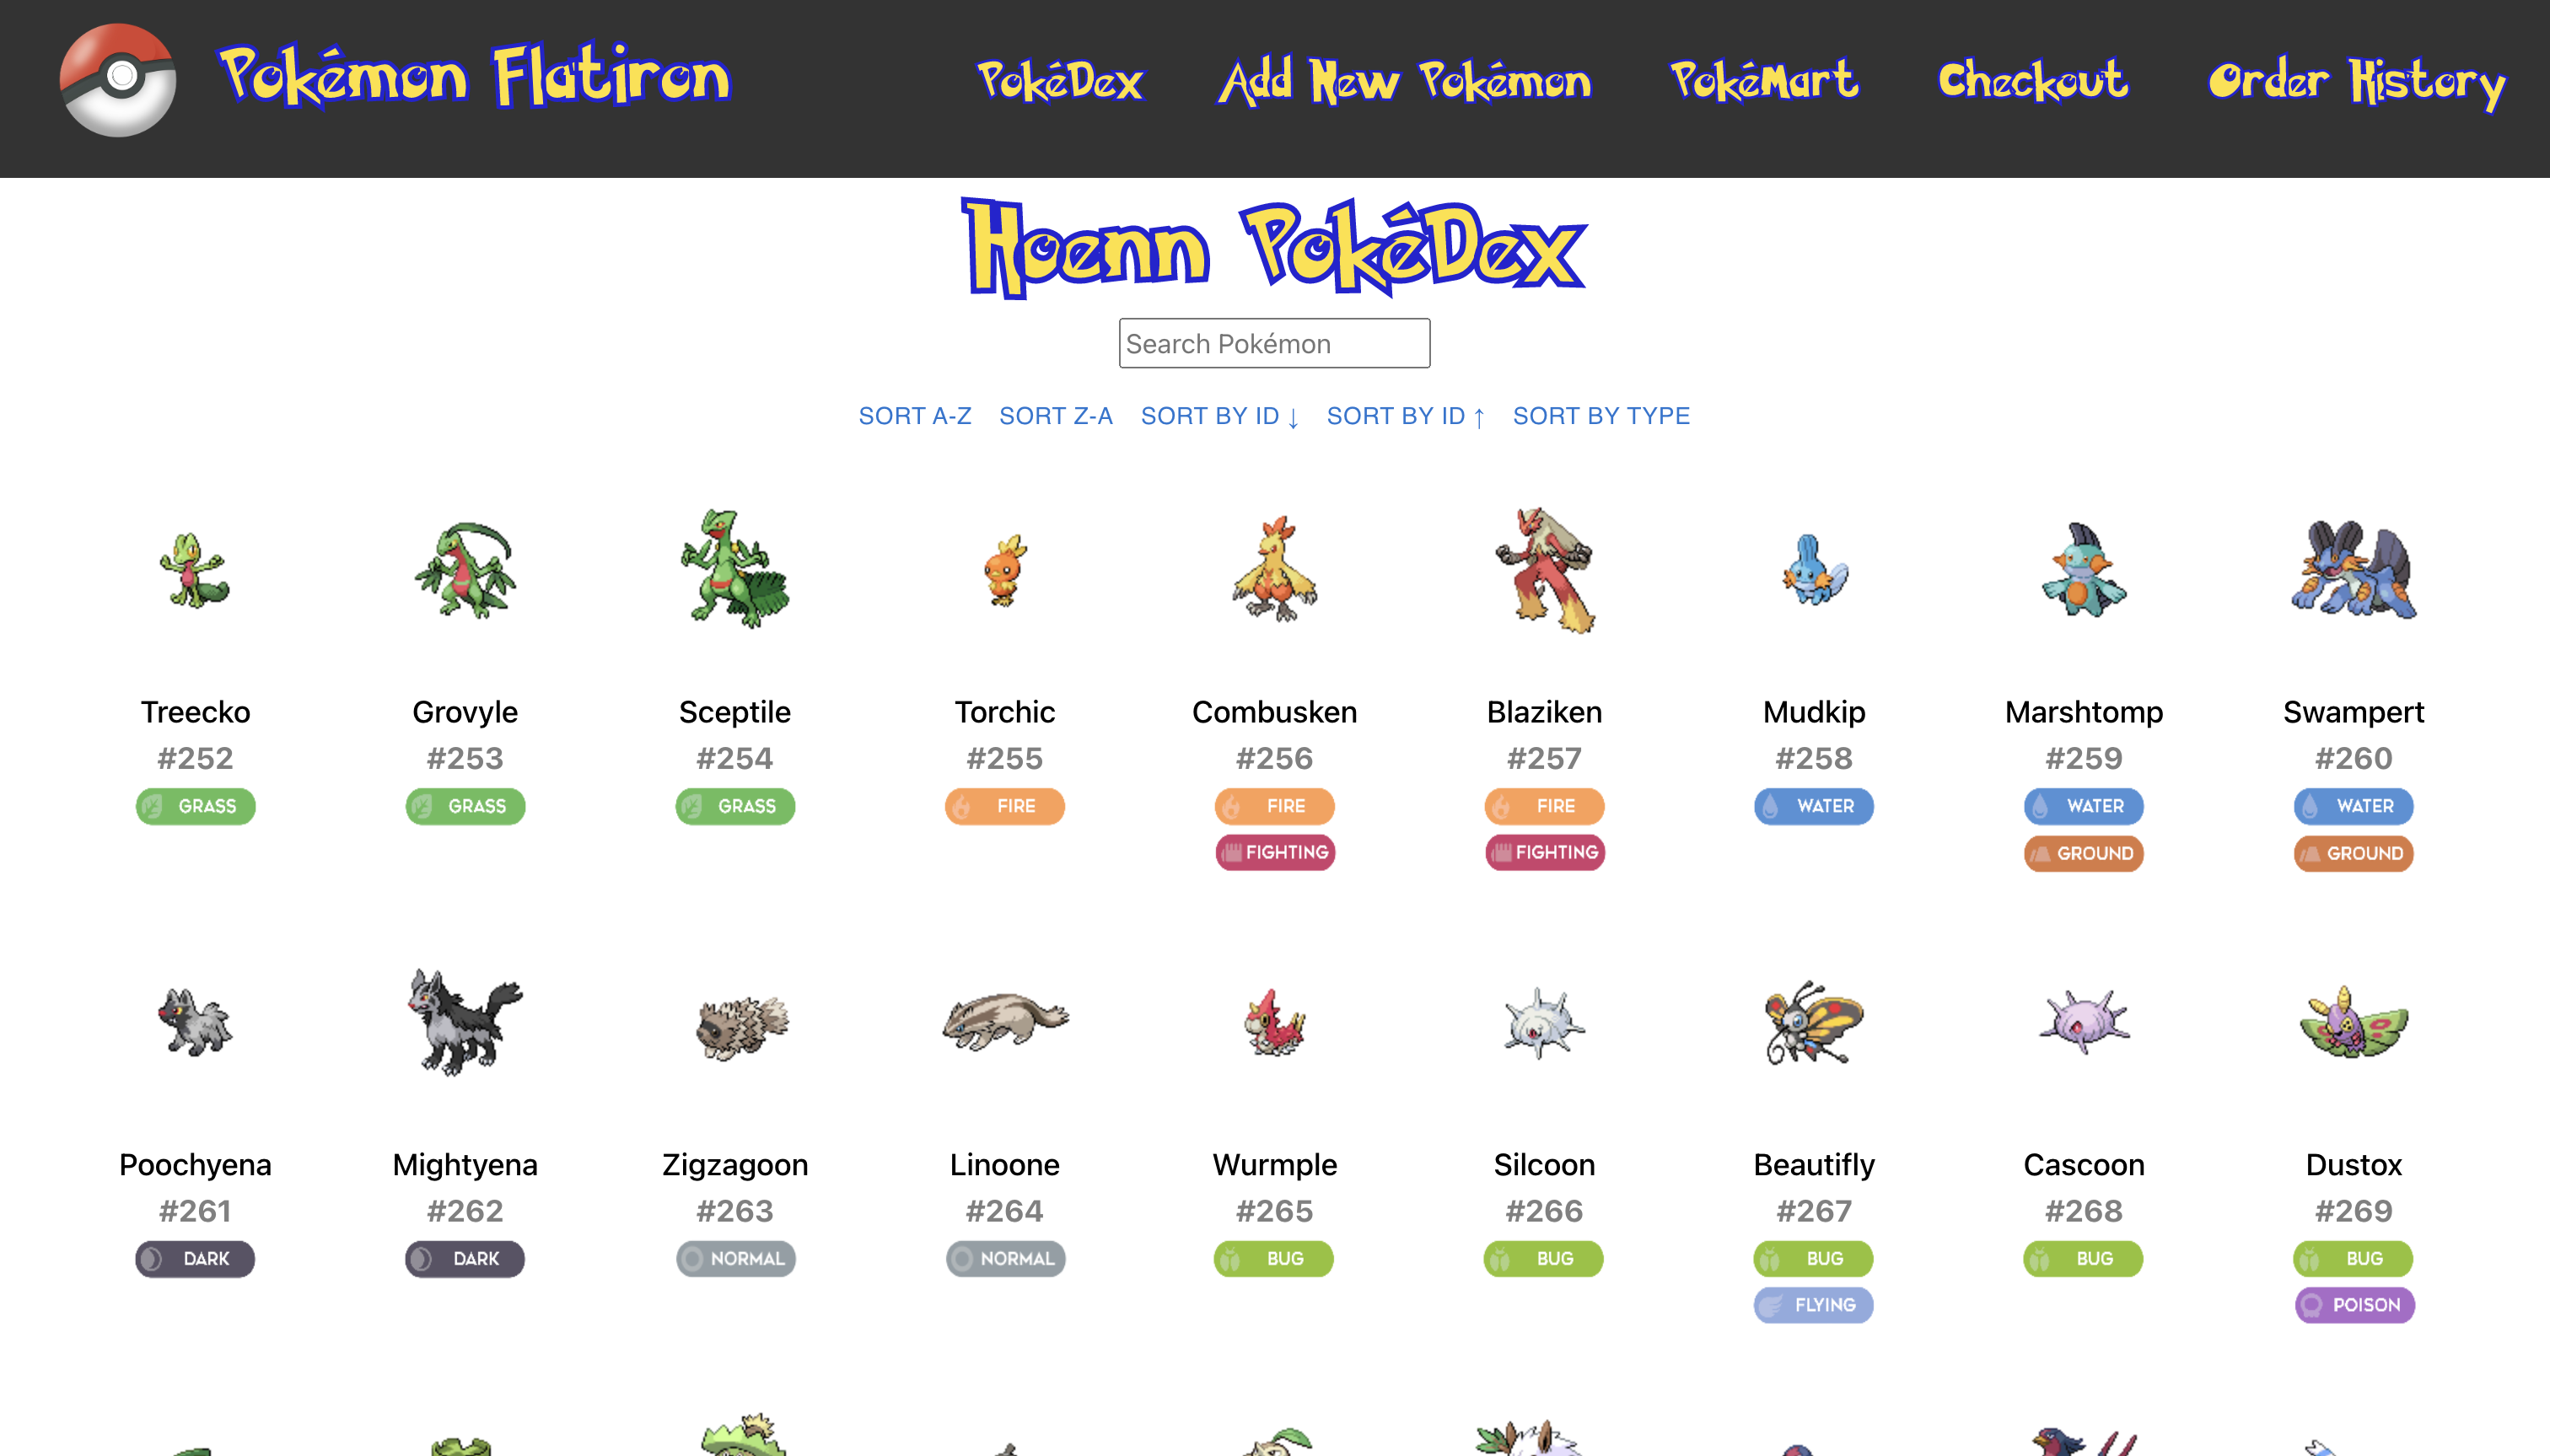 Pokémon Flatiron PokéDex Add New Pokémon PokéMart Checkout Order History
Hoenn PokéDex
Search Pokémon
SORT A-Z SORT Z-A SORT BY ID ↓ SORT BY ID ↑ SORT BY TYPE
Treecko Grovyle Sceptile Torchic Combusken Blaziken Mudkip Marshtomp Swampert
#252 #253 #254 #255 #256 #257 #258 #259 #260
GRASS GRASS GRASS FIRE FIRE FIRE WATER WATER WATER
FIGHTING FIGHTING GROUND GROUND
Poochyena Mightyena Zigzagoon Linoone Wurmple Silcoon Beautifly Cascoon Dustox
#261 #262 #263 #264 #265 #266 #267 #268 #269
DARK DARK NORMAL NORMAL BUG BUG BUG BUG BUG
FLYING POISON